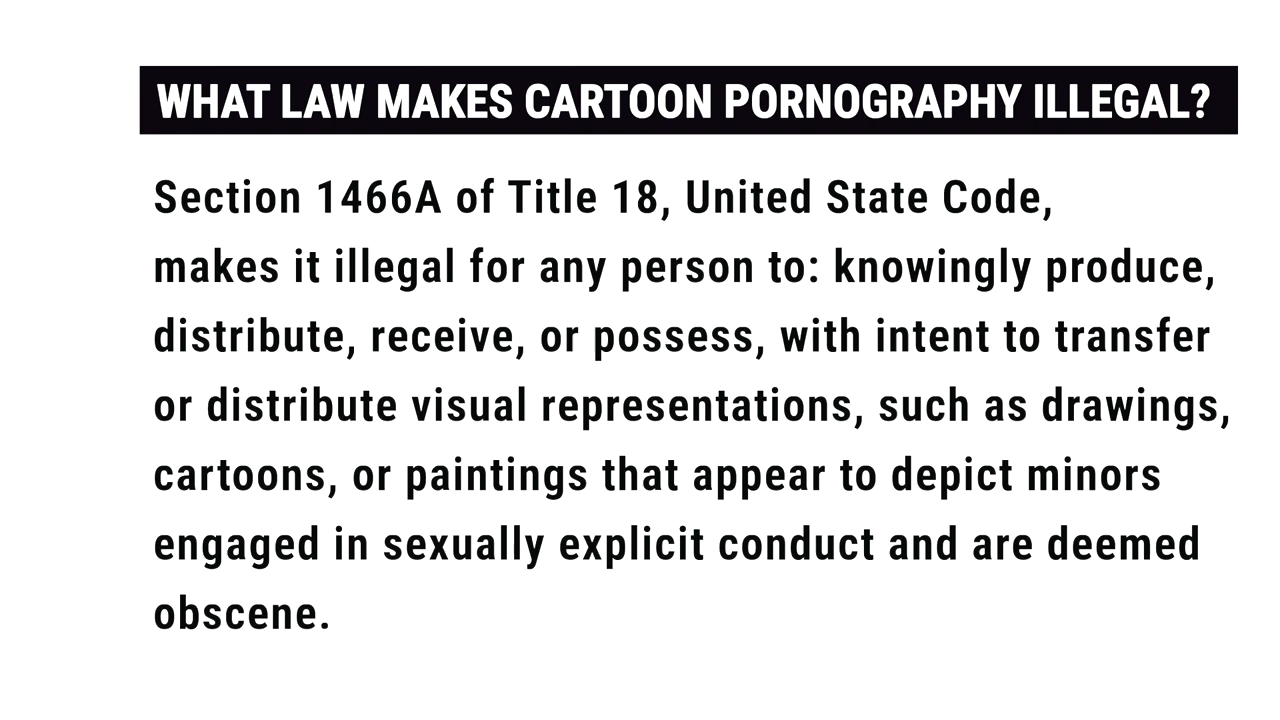 WHAT LAW MAKES CARTOON PORNOGRAPHY ILLEGAL?
Section 1466A of Title 18, United State Code,
makes it illegal for any person to: knowingly produce,
distribute, receive, or possess, with intent to transfer
or distribute visual representations, such as drawings,
cartoons, or paintings that appear to depict minors
engaged in sexually explicit conduct and are deemed
obscene.